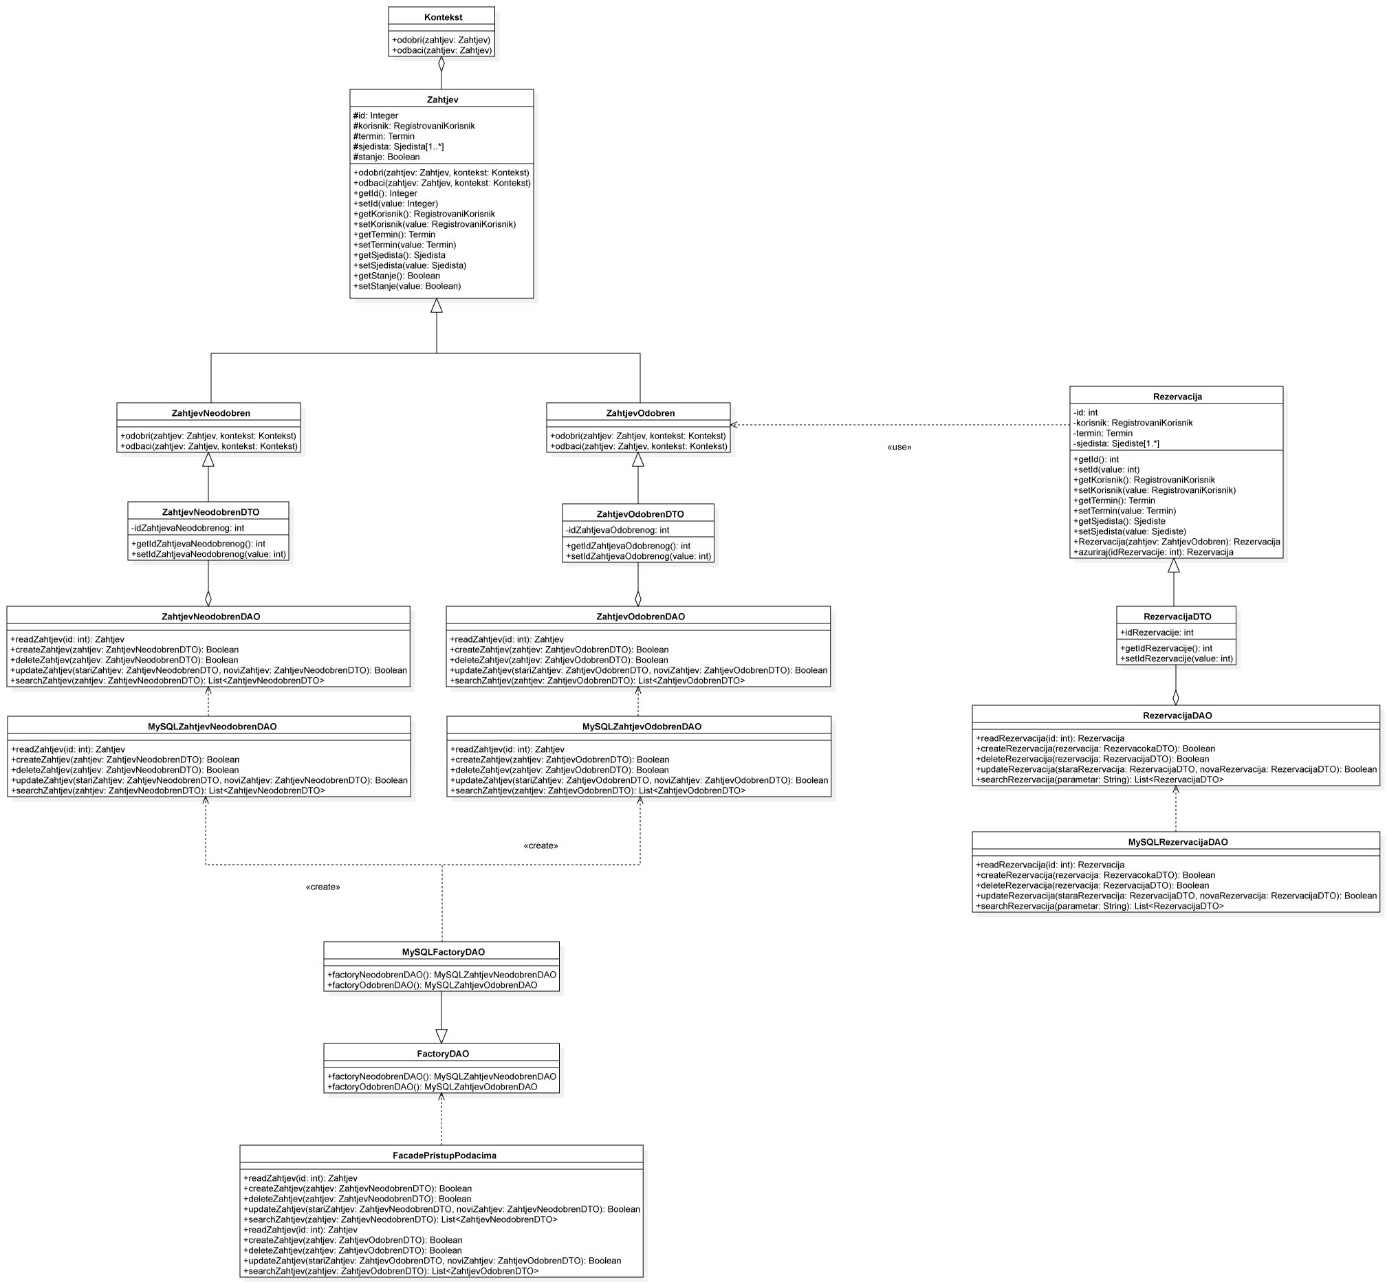 Kontekst
+odobri(zahtjev: Zahtjev)
+odbaci(zahtjev: Zahtjev)
Zahtjev
#id: Integer
#korisnik: RegistrovaniKorisnik
#termin: Termin
#sjedista: Sjedista[1..*]
#stanje: Boolean
+odobri(zahtjev: Zahtjev, kontekst: Kontekst)
+odbaci(zahtjev: Zahtjev, kontekst: Kontekst)
+getId(): Integer
+setId(value: Integer)
+getKorisnik(): RegistrovaniKorisnik
+setKorisnik(value: RegistrovaniKorisnik)
+getTermin(): Termin
+setTermin(value: Termin)
+getSjedista(): Sjedista
+setSjedista(value: Sjedista)
+getStanje(): Boolean
+setStanje(value: Boolean)
ZahtjevNeodobren
+odobri(zahtjev: Zahtjev, kontekst: Kontekst)
+odbaci(zahtjev: Zahtjev, kontekst: Kontekst)
ZahtjevOdobren
+odobri(zahtjev: Zahtjev, kontekst: Kontekst)
+odbaci(zahtjev: Zahtjev, kontekst: Kontekst)
«use»
Rezervacija
-id: int
-korisnik: RegistrovaniKorisnik
-termin: Termin
-sjedista: Sjediste[1..*]
+getId(): int
+setId(value: int)
+getKorisnik(): RegistrovaniKorisnik
+setKorisnik(value: RegistrovaniKorisnik)
+getTermin(): Termin
+setTermin(value: Termin)
+getSjedista(): Sjediste
+setSjedista(value: Sjediste)
+Rezervacija(zahtjev: ZahtjevOdobren): Rezervacija
+azuriraj(idRezervacije: int): Rezervacija
ZahtjevNeodobrenDTO
-idZahtjevaNeodobrenog: int
+getIdZahtjevaNeodobrenog(): int
+setIdZahtjevaNeodobrenog(value: int)
ZahtjevOdobrenDTO
-idZahtjevaOdobrenog: int
+getIdZahtjevaOdobrenog(): int
+setIdZahtjevaOdobrenog(value: int)
RezervacijaDTO
+idRezervacije: int
+getIdRezervacije(): int
+setIdRezervacije(value: int)
ZahtjevNeodobrenDAO
+readZahtjev(id: int): Zahtjev
+createZahtjev(zahtjev: ZahtjevNeodobrenDTO): Boolean
+deleteZahtjev(zahtjev: ZahtjevNeodobrenDTO): Boolean
+updateZahtjev(stariZahtjev: ZahtjevNeodobrenDTO, noviZahtjev: ZahtjevNeodobrenDTO): Boolean
+searchZahtjev(zahtjev: ZahtjevNeodobrenDTO): List<ZahtjevNeodobrenDTO>
ZahtjevOdobrenDAO
+readZahtjev(id: int): Zahtjev
+createZahtjev(zahtjev: ZahtjevOdobrenDTO): Boolean
+deleteZahtjev(zahtjev: ZahtjevOdobrenDTO): Boolean
+updateZahtjev(stariZahtjev: ZahtjevOdobrenDTO, noviZahtjev: ZahtjevOdobrenDTO): Boolean
+searchZahtjev(zahtjev: ZahtjevOdobrenDTO): List<ZahtjevOdobrenDTO>
RezervacijaDAO
+readRezervacija(id: int): Rezervacija
+createRezervacija(rezervacija: RezervacokaDTO): Boolean
+deleteRezervacija(rezervacija: RezervacijaDTO): Boolean
+updateRezervacija(staraRezervacija: RezervacijaDTO, novaRezervacija: RezervacijaDTO): Boolean
+searchRezervacija(parametar: String): List<RezervacijaDTO>
MySQLZahtjevNeodobrenDAO
+readZahtjev(id: int): Zahtjev
+createZahtjev(zahtjev: ZahtjevNeodobrenDTO): Boolean
+deleteZahtjev(zahtjev: ZahtjevNeodobrenDTO): Boolean
+updateZahtjev(stariZahtjev: ZahtjevNeodobrenDTO, noviZahtjev: ZahtjevNeodobrenDTO): Boolean
+searchZahtjev(zahtjev: ZahtjevNeodobrenDTO): List<ZahtjevNeodobrenDTO>
MySQLZahtjevOdobrenDAO
+readZahtjev(id: int): Zahtjev
+createZahtjev(zahtjev: ZahtjevOdobrenDTO): Boolean
+deleteZahtjev(zahtjev: ZahtjevOdobrenDTO): Boolean
+updateZahtjev(stariZahtjev: ZahtjevOdobrenDTO, noviZahtjev: ZahtjevOdobrenDTO): Boolean
+searchZahtjev(zahtjev: ZahtjevOdobrenDTO): List<ZahtjevOdobrenDTO>
MySQLRezervacijaDAO
+readRezervacija(id: int): Rezervacija
+createRezervacija(rezervacija: RezervacokaDTO): Boolean
+deleteRezervacija(rezervacija: RezervacijaDTO): Boolean
+updateRezervacija(staraRezervacija: RezervacijaDTO, novaRezervacija: RezervacijaDTO): Boolean
+searchRezervacija(parametar: String): List<RezervacijaDTO>
«create»
«create»
MySQLFactoryDAO
+factoryNeodobrenDAO(): MySQLZahtjevNeodobrenDAO
+factoryOdobrenDAO(): MySQLZahtjevOdobrenDAO
FactoryDAO
+factoryNeodobrenDAO(): MySQLZahtjevNeodobrenDAO
+factoryOdobrenDAO(): MySQLZahtjevOdobrenDAO
FacadePristupPodacima
+readZahtjev(id: int): Zahtjev
+createZahtjev(zahtjev: ZahtjevNeodobrenDTO): Boolean
+deleteZahtjev(zahtjev: ZahtjevNeodobrenDTO): Boolean
+updateZahtjev(stariZahtjev: ZahtjevNeodobrenDTO, noviZahtjev: ZahtjevNeodobrenDTO): Boolean
+searchZahtjev(zahtjev: ZahtjevNeodobrenDTO): List<ZahtjevNeodobrenDTO>
+readZahtjev(id: int): Zahtjev
+createZahtjev(zahtjev: ZahtjevOdobrenDTO): Boolean
+deleteZahtjev(zahtjev: ZahtjevOdobrenDTO): Boolean
+updateZahtjev(stariZahtjev: ZahtjevOdobrenDTO, noviZahtjev: ZahtjevOdobrenDTO): Boolean
+searchZahtjev(zahtjev: ZahtjevOdobrenDTO): List<ZahtjevOdobrenDTO>